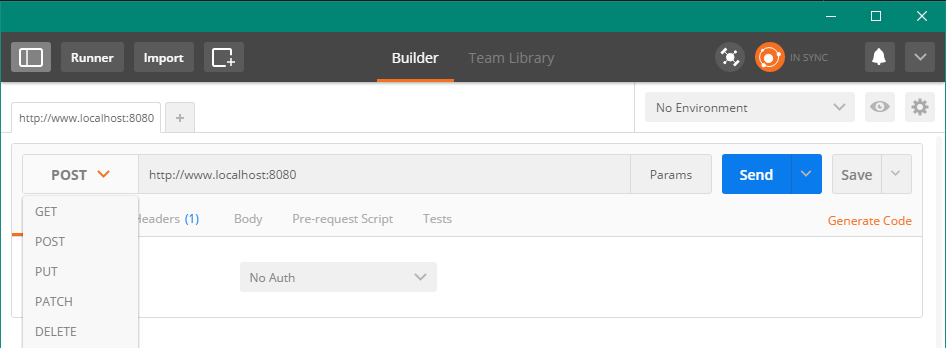 Runner Import Builder Team Library IN SYNC
http://www.localhost:8080 + No Environment
POST http://www.localhost:8080 Params Send Save
GET Headers (1) Body Pre-request Script Tests Generate Code
POST
PUT No Auth
PATCH
DELETE